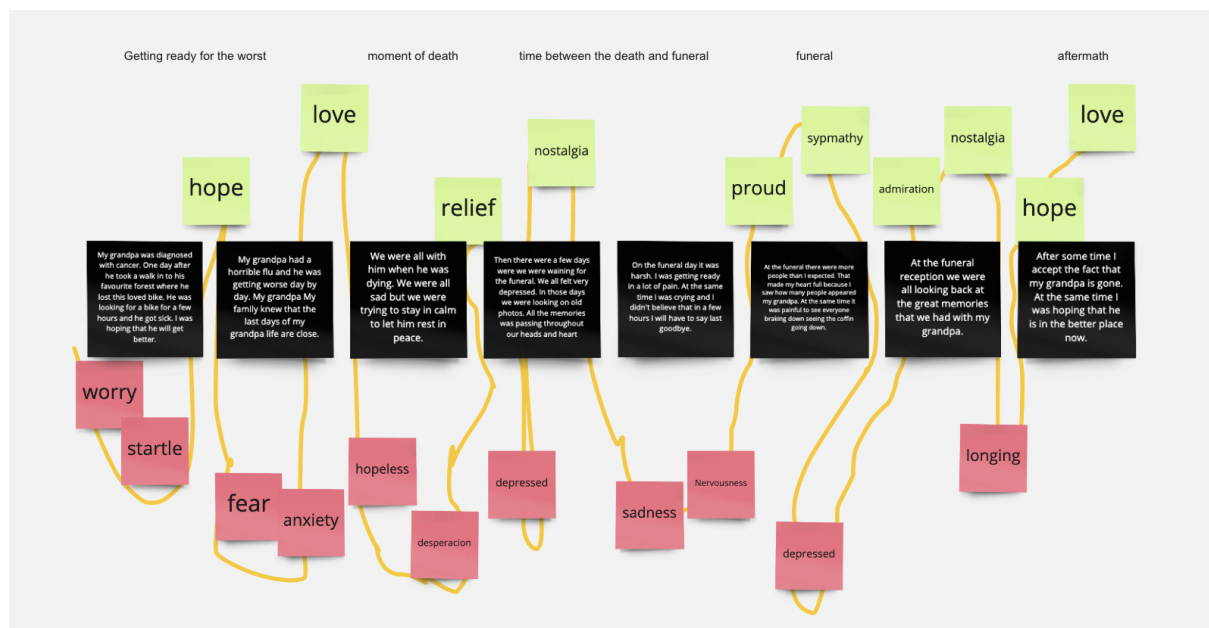 Getting ready for the worst
moment of death
time between the death and funeral
funeral
aftermath
love
hope
relief
nostalgia
proud
sypmathy
admiration
nostalgia
hope
love
My grandpa was diagnosed
with cancer. One day after
he took a walk in to his
favourite forest where he
lost this loved bike. He was
looking for a bike for a few
hours and he got sick. I was
hoping that he will get
better.
My grandpa had a
horrible flu and he was
getting worse day by
day. My grandpa My
family knew that the
last days of my
grandpa life are close.
We were all with
him when he was
dying. We were all
sad but we were
trying to stay in calm
to let him rest in
peace.
Then there were a few days
were we were waining for
the funeral. We all felt very
depressed. In those days
we were looking on old
photos. All the memories
was passing throughout
our heads and heart
On the funeral day it was
harsh. I was getting ready
in a lot of pain. At the same
time I was crying and I
didn't believe that in a few
hours I will have to say last
goodbye.
At the funeral there were more
people than I expected. That
made my heart full because I
saw how many people appeared
my grandpa. At the same time it
was painful to see everyone
braking down seeing the coffin
going down.
At the funeral
reception we were
all looking back at
the great memories
that we had with my
grandpa.
After some time I
accept the fact that
my grandpa is gone.
At the same time I
was hoping that he
is in the better place
now.
worry
startle
fear
anxiety
hopeless
desperacion
depressed
sadness
Nervousness
depressed
longing